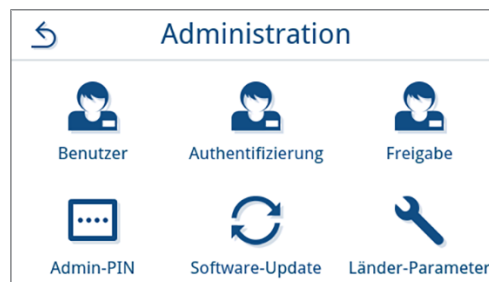 Administration
Benutzer
Authentifizierung
Freigabe
Admin-PIN
Software-Update
Länder-Parameter